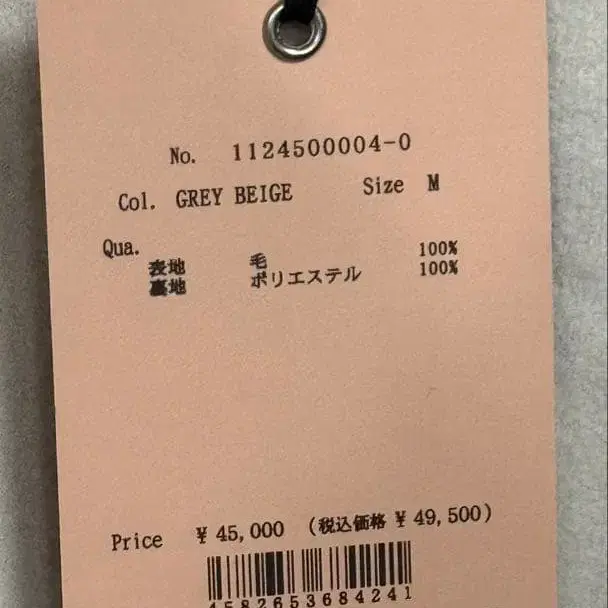 No. 1124500004-0
Col. GREY BEIGE Size M
Qua.
表地 毛 100%
裏地 ポリエステル 100%
Price ¥ 45,000 (税込価格 ¥ 49,500)
4582653684241